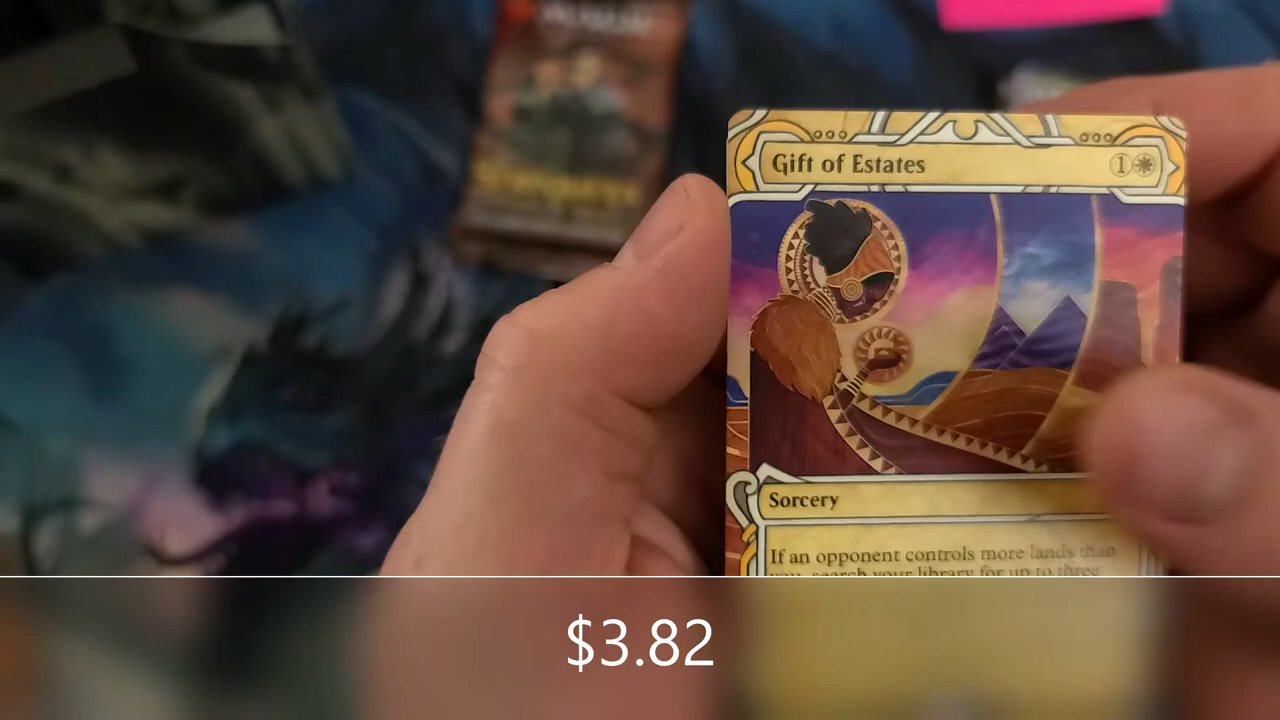 MAGIC
Gift of Estates 1
Sorcery
If an opponent controls more lands than
you, search your library for up to three
$3.82